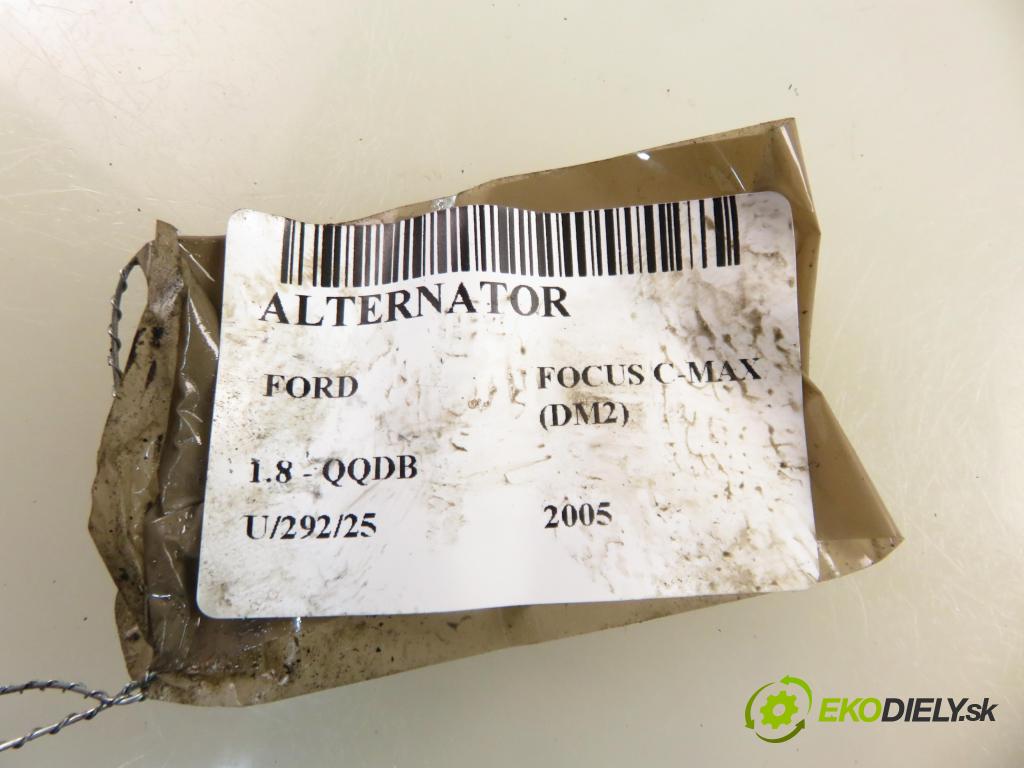 ALTERNATOR
FORD FOCUS C-MAX
(DM2)
1.8 - QQDB
U/292/25 2005
EKODIELY.sk